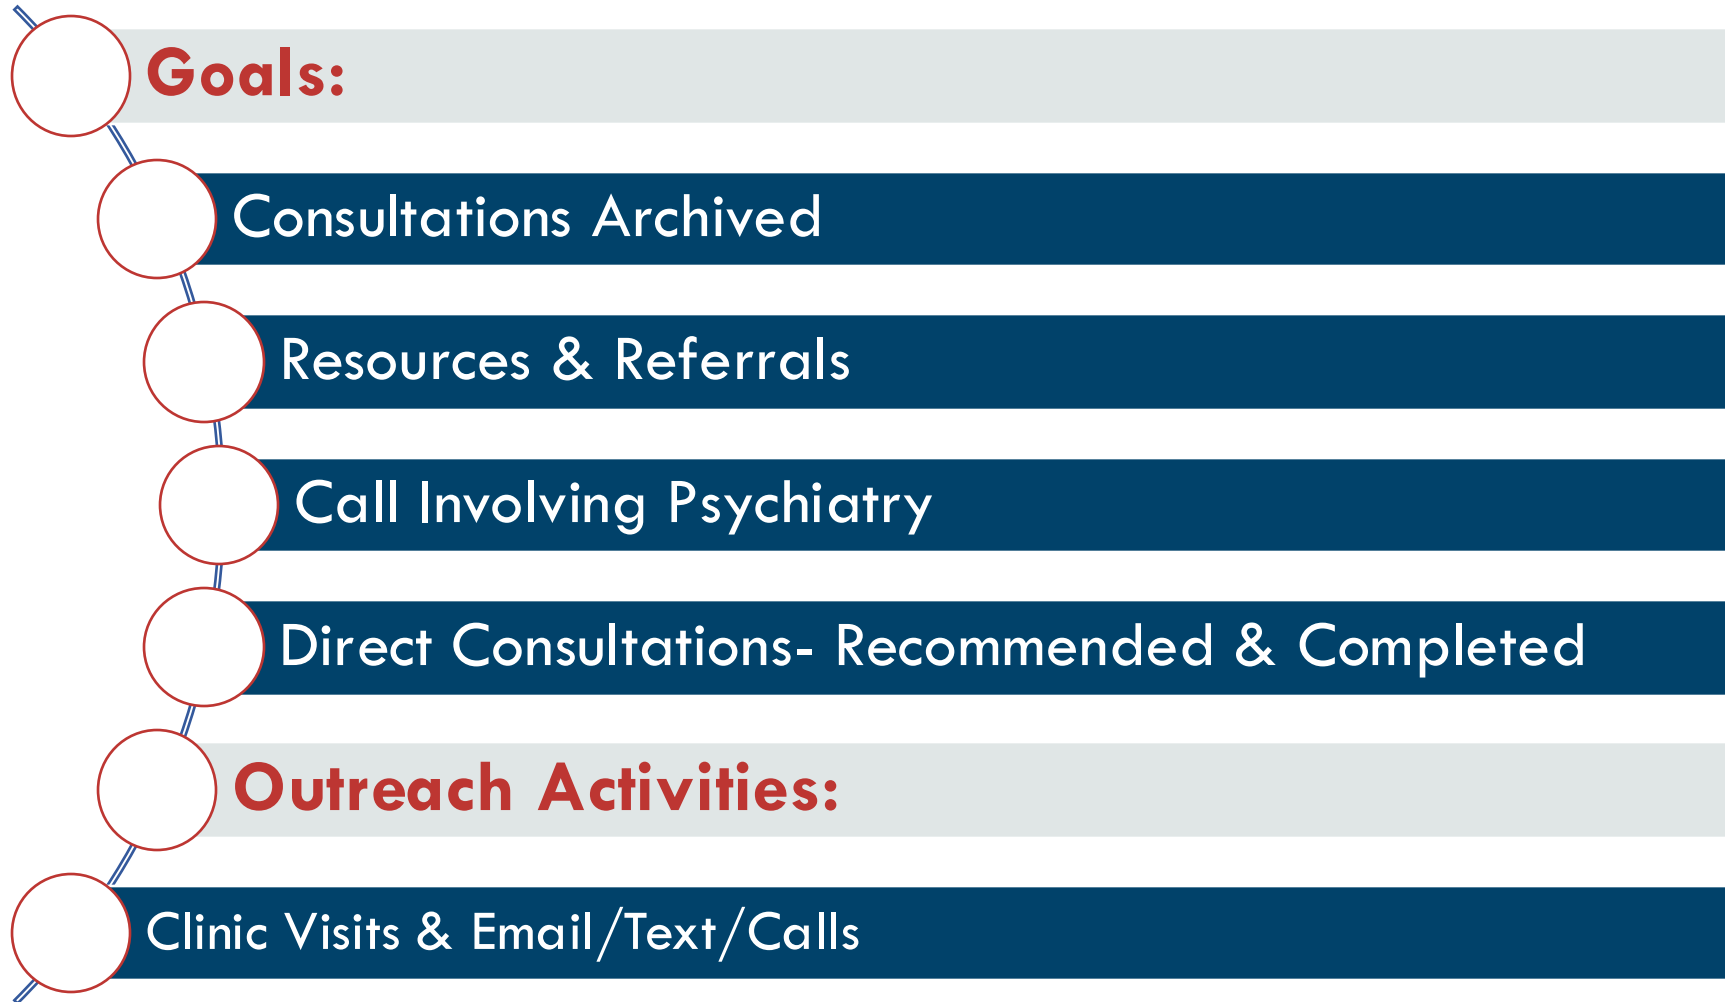 Goals:
Consultations Archived
Resources & Referrals
Call Involving Psychiatry
Direct Consultations- Recommended & Completed
Outreach Activities:
Clinic Visits & Email/Text/Calls